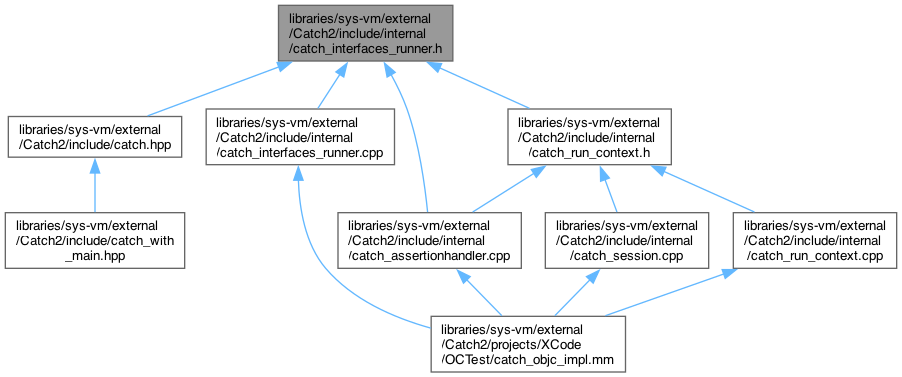 libraries/sys-vm/external
/Catch2/include/internal
/catch_interfaces_runner.h
libraries/sys-vm/external
/Catch2/include/catch.hpp
libraries/sys-vm/external
/Catch2/include/internal
/catch_interfaces_runner.cpp
libraries/sys-vm/external
/Catch2/include/internal
/catch_run_context.h
libraries/sys-vm/external
/Catch2/include/catch_with
_main.hpp
libraries/sys-vm/external
/Catch2/include/internal
/catch_assertionhandler.cpp
libraries/sys-vm/external
/Catch2/include/internal
/catch_session.cpp
libraries/sys-vm/external
/Catch2/include/internal
/catch_run_context.cpp
libraries/sys-vm/external
/Catch2/projects/XCode
/OCTest/catch_objc_impl.mm